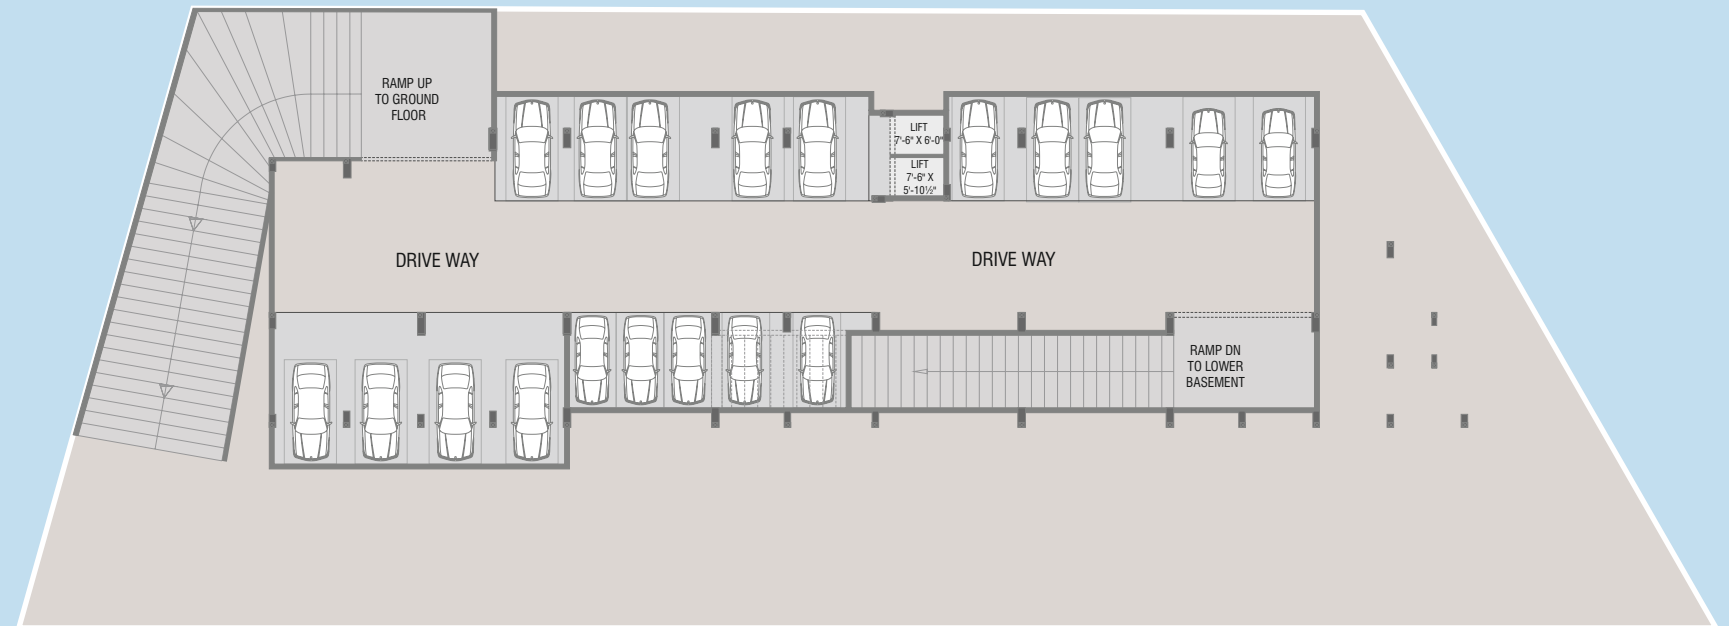 RAMP UP
TO GROUND
FLOOR
LIFT
7'-6" X 6'-0"
LIFT
7'-6" X
5'-10½"
DRIVE WAY
DRIVE WAY
RAMP DN
TO LOWER
BASEMENT